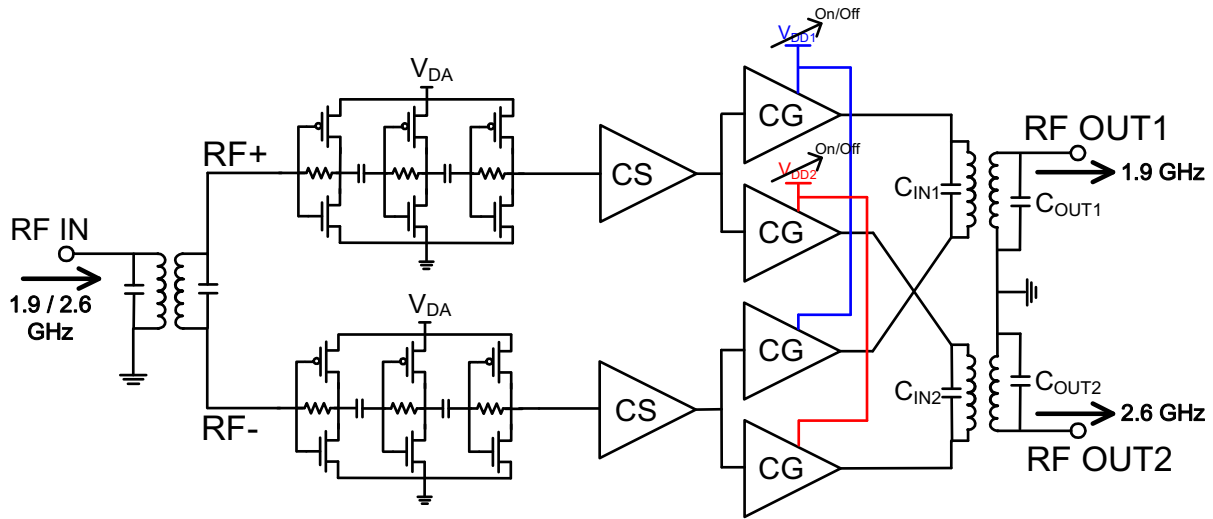 On/Off
V_DD1
V_DA
CG
RF OUT1
RF+
On/Off
V_DD2
1.9 GHz
CS
C_IN1
C_OUT1
RF IN
CG
1.9 / 2.6
GHz
V_DA
CG
C_IN2
C_OUT2
CS
2.6 GHz
RF-
CG
RF OUT2